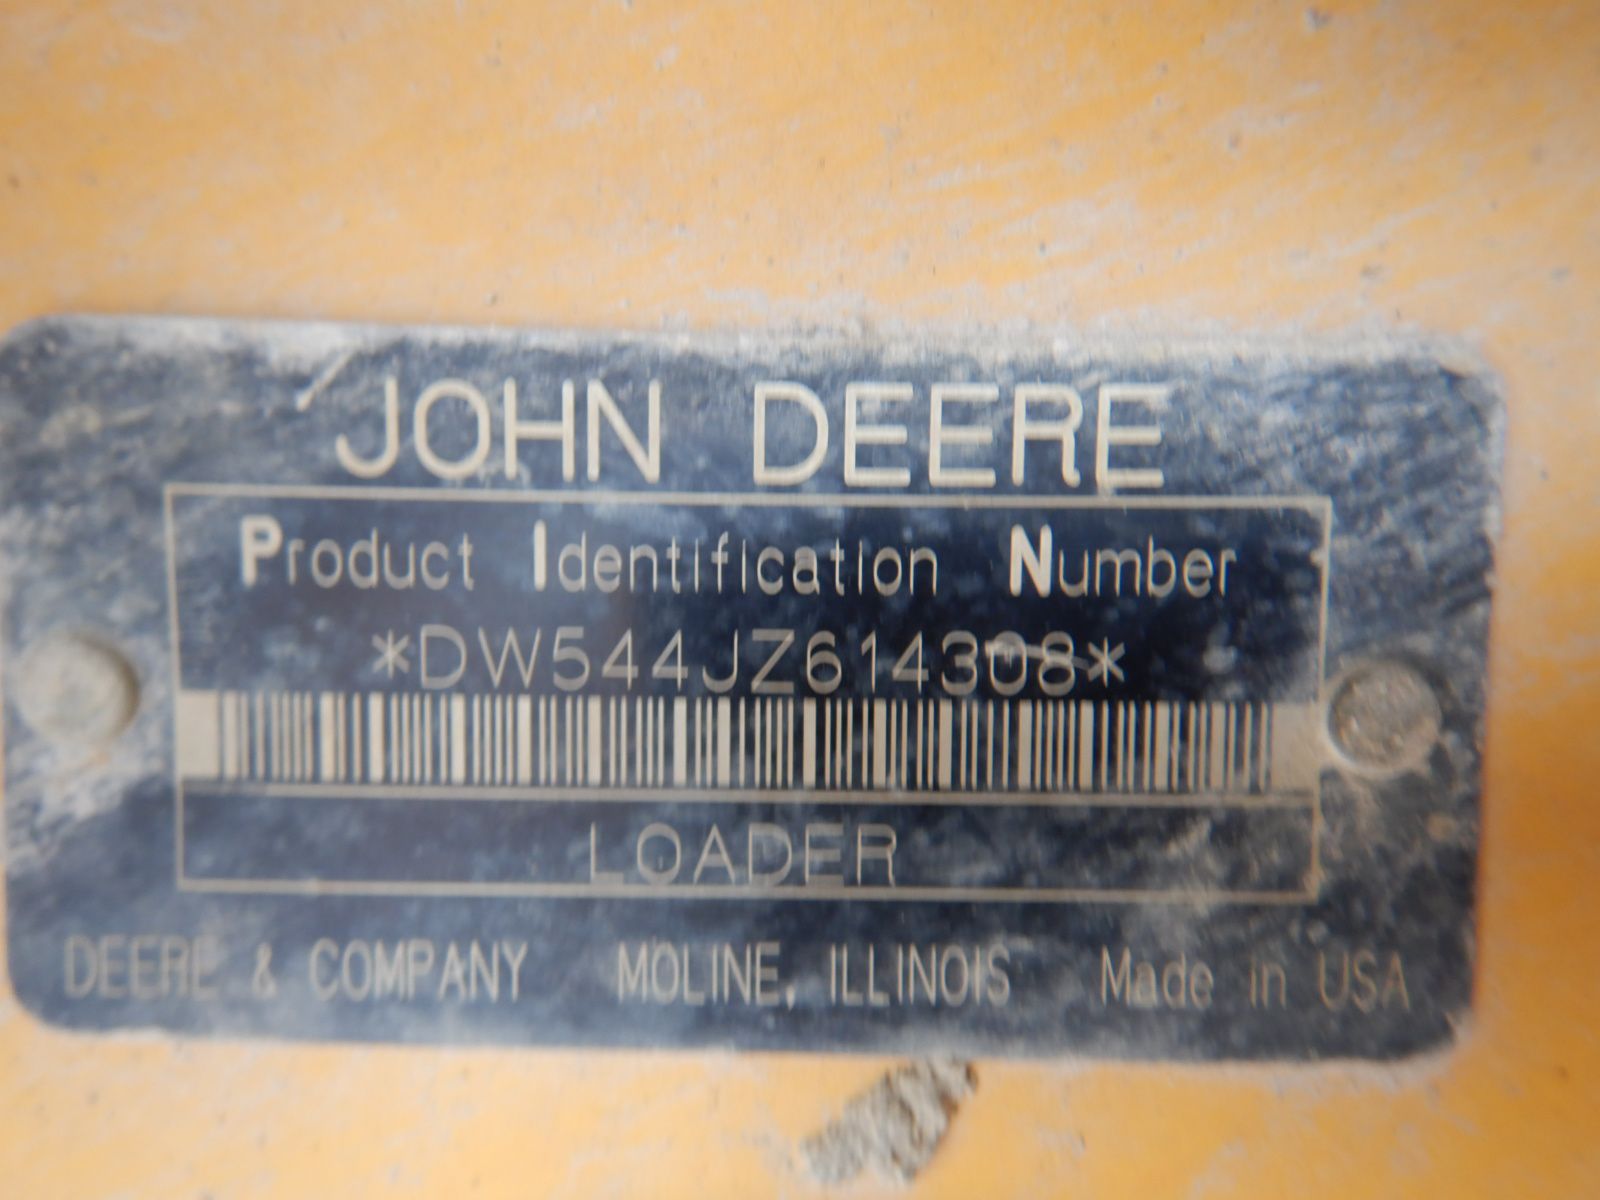 JOHN DEERE
Product Identification Number
*DW544JZ614308*
LOADER
DEERE & COMPANY MOLINE, ILLINOIS Made in USA